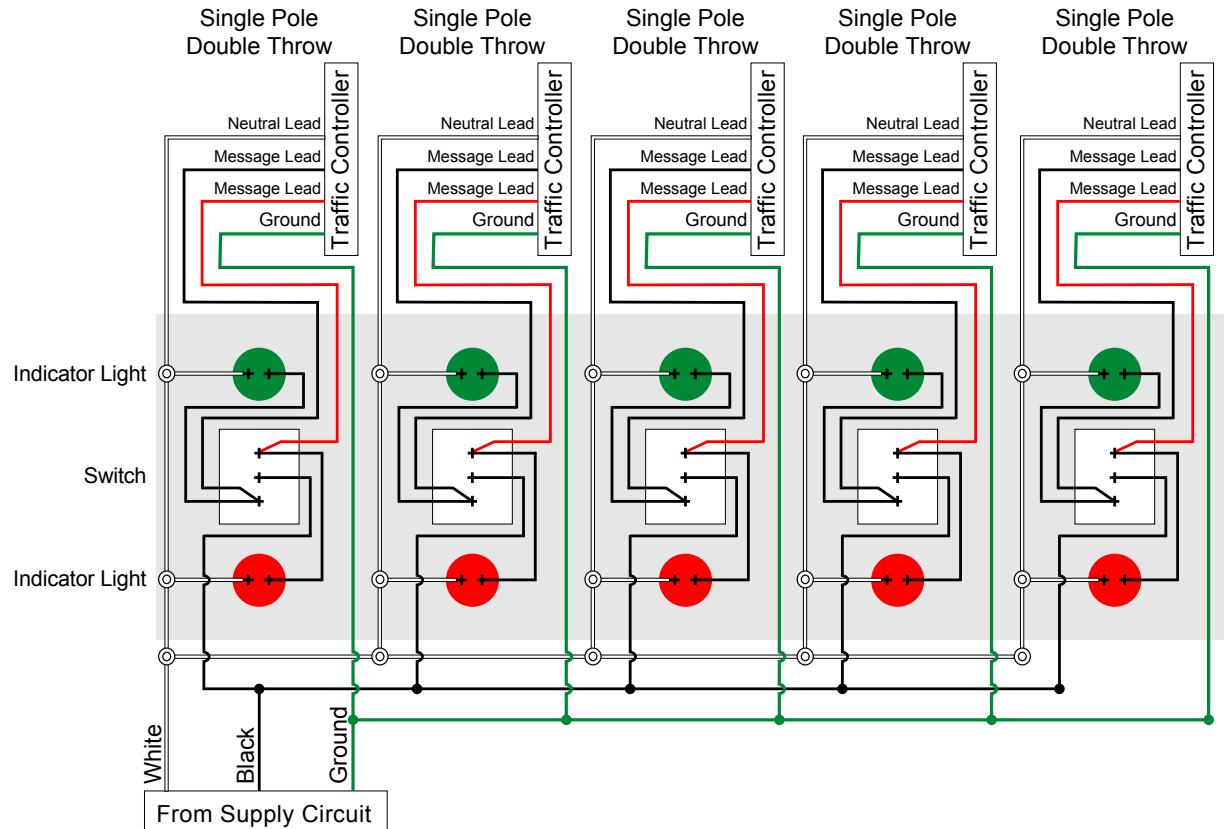 Single Pole
Double Throw
Single Pole
Double Throw
Single Pole
Double Throw
Single Pole
Double Throw
Single Pole
Double Throw
Neutral Lead
Message Lead
Message Lead
Ground
Traffic Controller
Neutral Lead
Message Lead
Message Lead
Ground
Traffic Controller
Neutral Lead
Message Lead
Message Lead
Ground
Traffic Controller
Neutral Lead
Message Lead
Message Lead
Ground
Traffic Controller
Neutral Lead
Message Lead
Message Lead
Ground
Traffic Controller
Indicator Light
Switch
Indicator Light
White
Black
Ground
From Supply Circuit